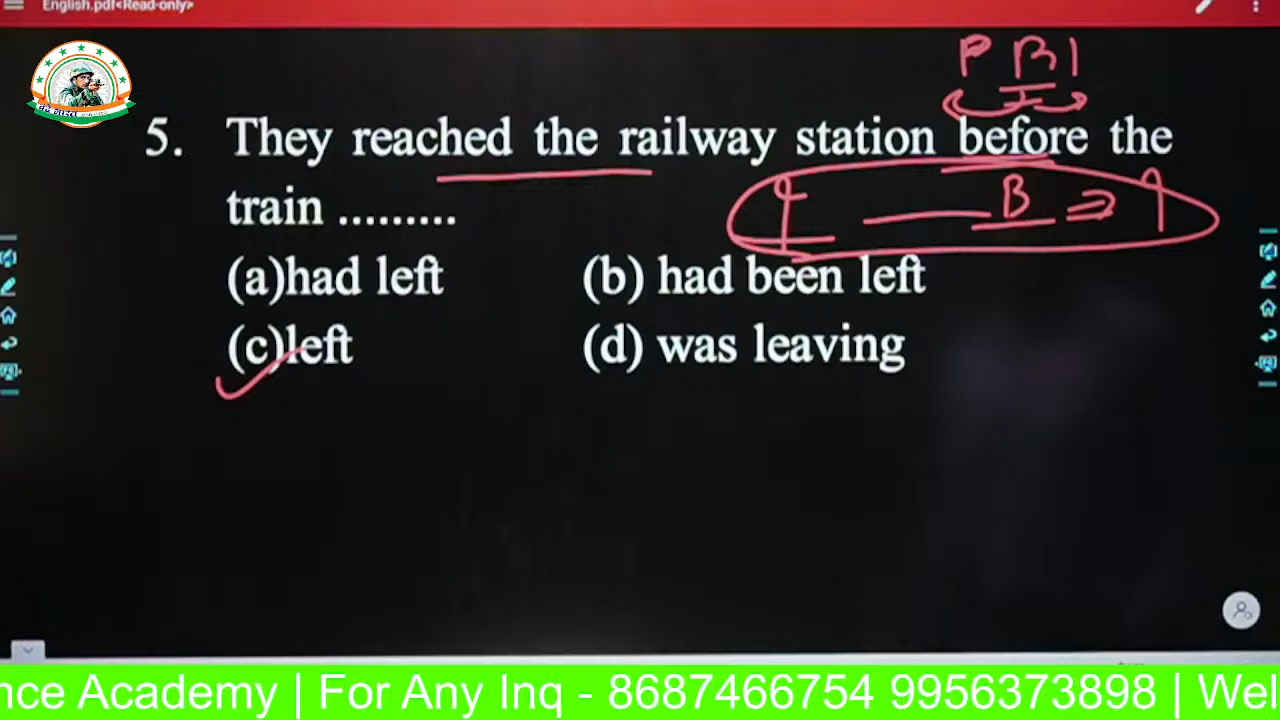 English.pdf<Read-only>
P B I
5. They reached the railway station before the
B
train .........
(a)had left (b) had been left
(c)left (d) was leaving
nce Academy | For Any Inq - 8687466754 9956373898 | Wel